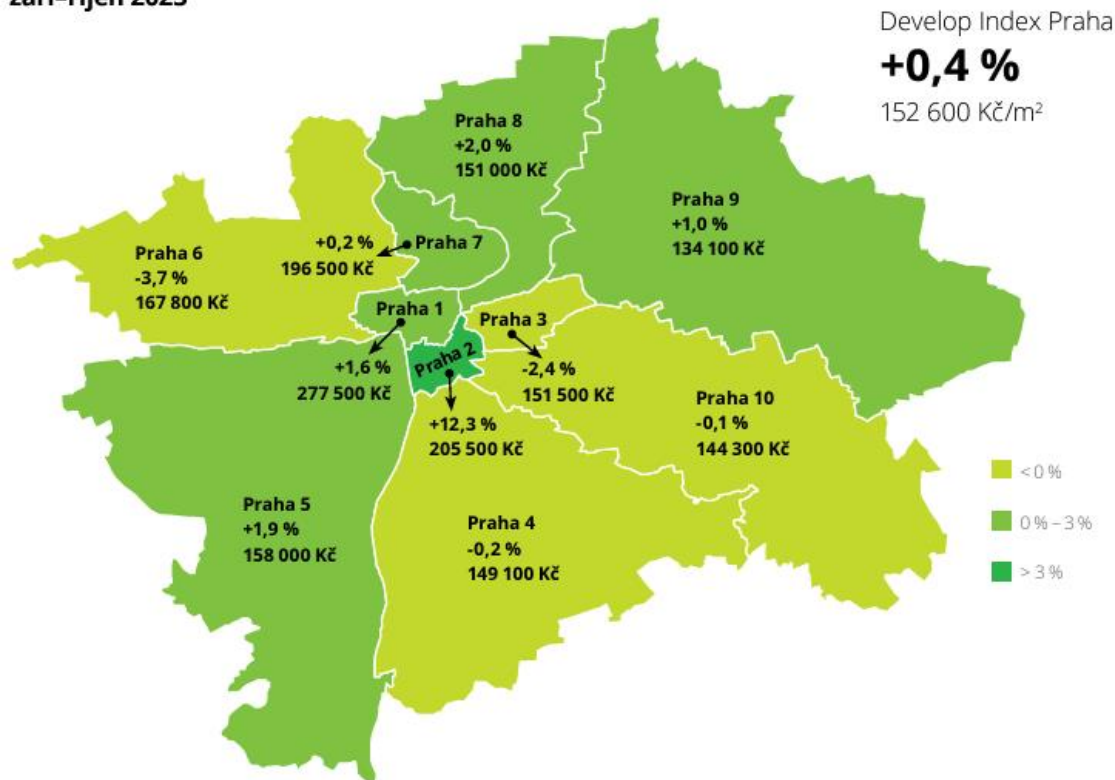 září–říjen 2023
Develop Index Praha
+0,4 %
152 600 Kč/m²
Praha 8
+2,0 %
151 000 Kč
Praha 9
+1,0 %
134 100 Kč
Praha 6
-3,7 %
167 800 Kč
+0,2 %
196 500 Kč
Praha 7
Praha 1
+1,6 %
277 500 Kč
Praha 2
+12,3 %
205 500 Kč
Praha 3
-2,4 %
151 500 Kč
Praha 10
-0,1 %
144 300 Kč
Praha 5
+1,9 %
158 000 Kč
Praha 4
-0,2 %
149 100 Kč
<0 %
0 % – 3 %
> 3 %